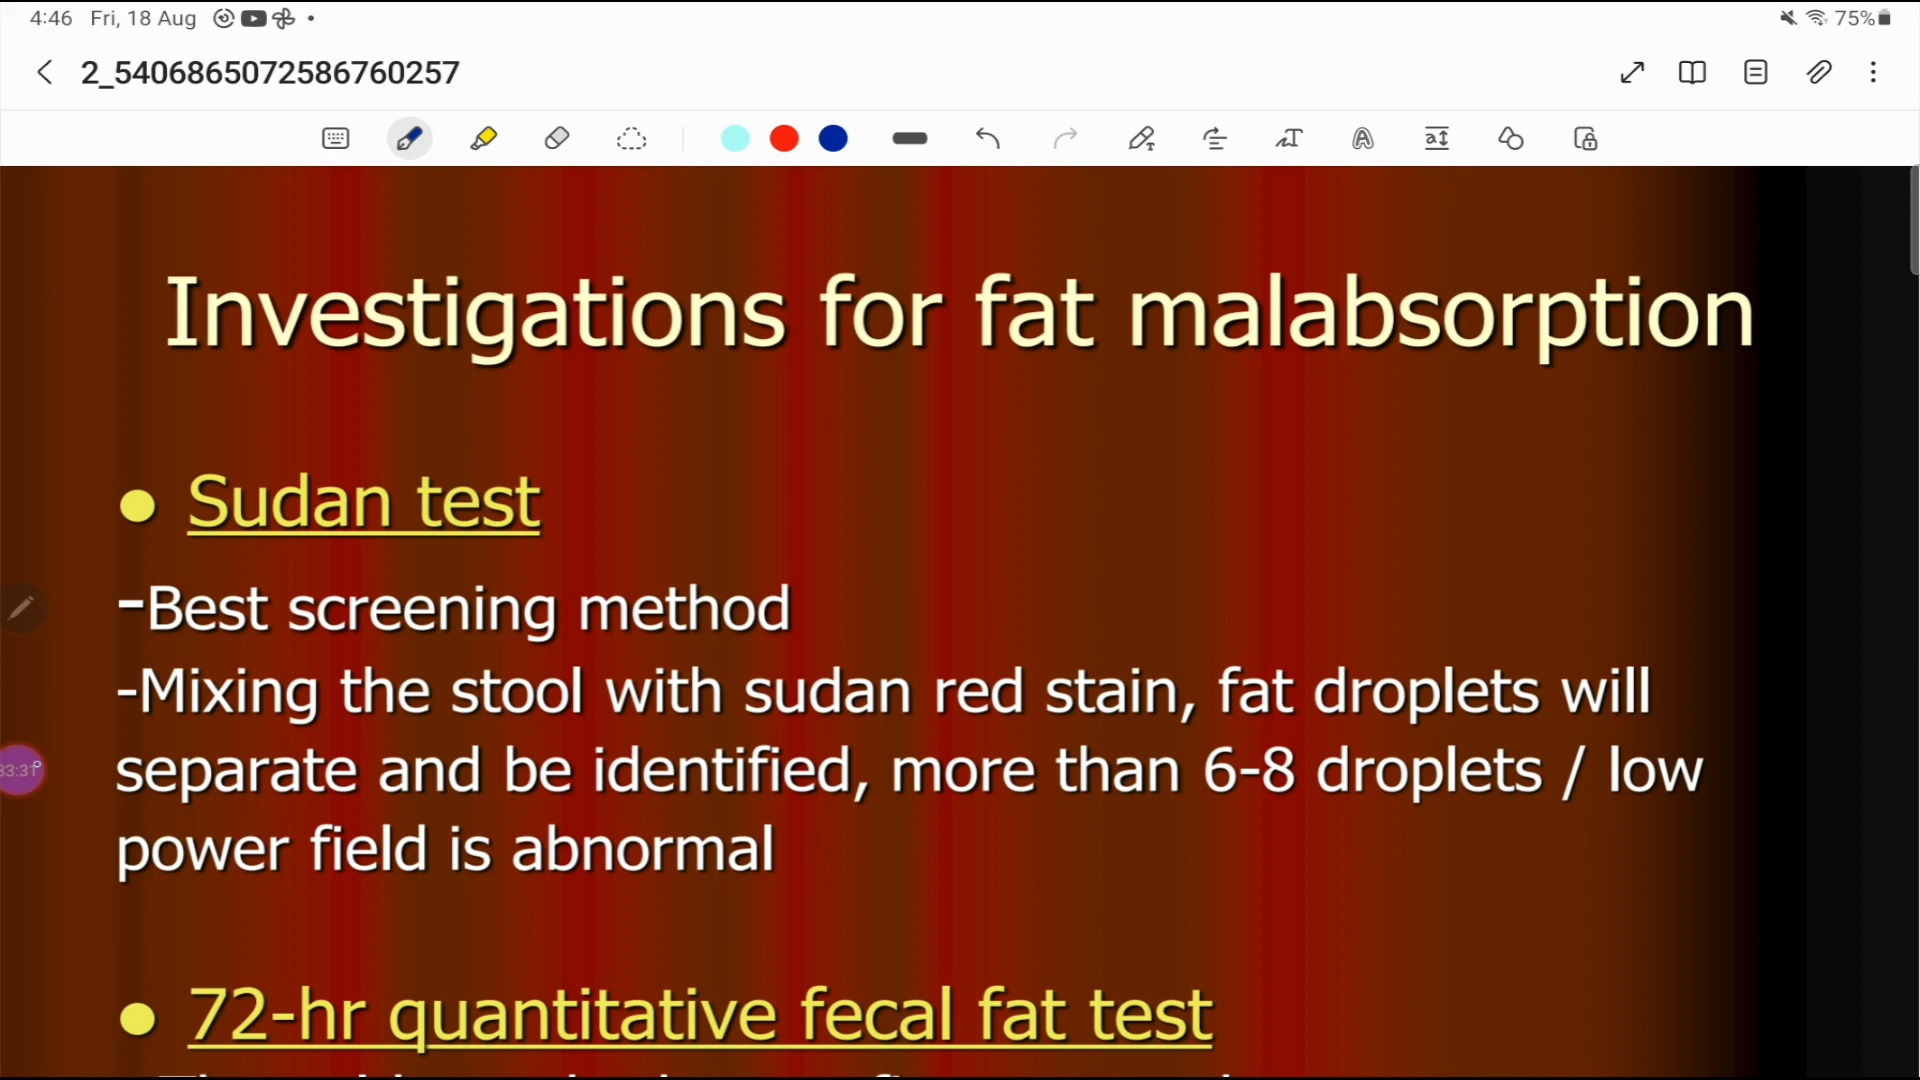 4:46 Fri, 18 Aug
75%
2_5406865072586760257
Investigations for fat malabsorption
Sudan test
-Best screening method
-Mixing the stool with sudan red stain, fat droplets will
separate and be identified, more than 6-8 droplets / low
power field is abnormal
72-hr quantitative fecal fat test